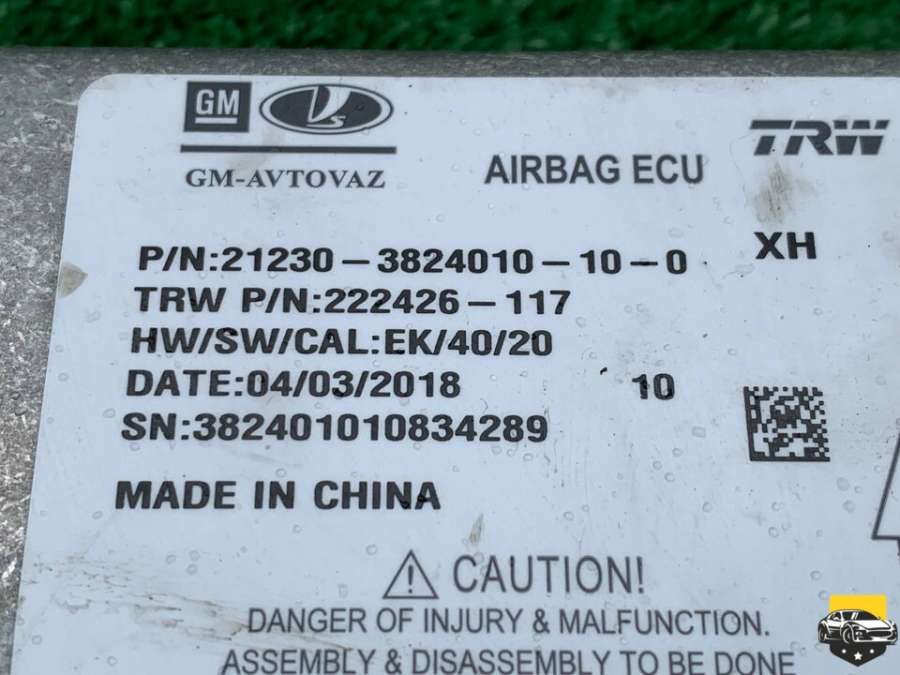 GM
GM-AVTOVAZ
AIRBAG ECU
TRW
P/N:21230-3824010-10-0
XH
TRW P/N:222426-117
HW/SW/CAL:EK/40/20
DATE:04/03/2018 10
SN:382401010834289
MADE IN CHINA
CAUTION!
DANGER OF INJURY & MALFUNCTION.
ASSEMBLY & DISASSEMBLY TO BE DONE